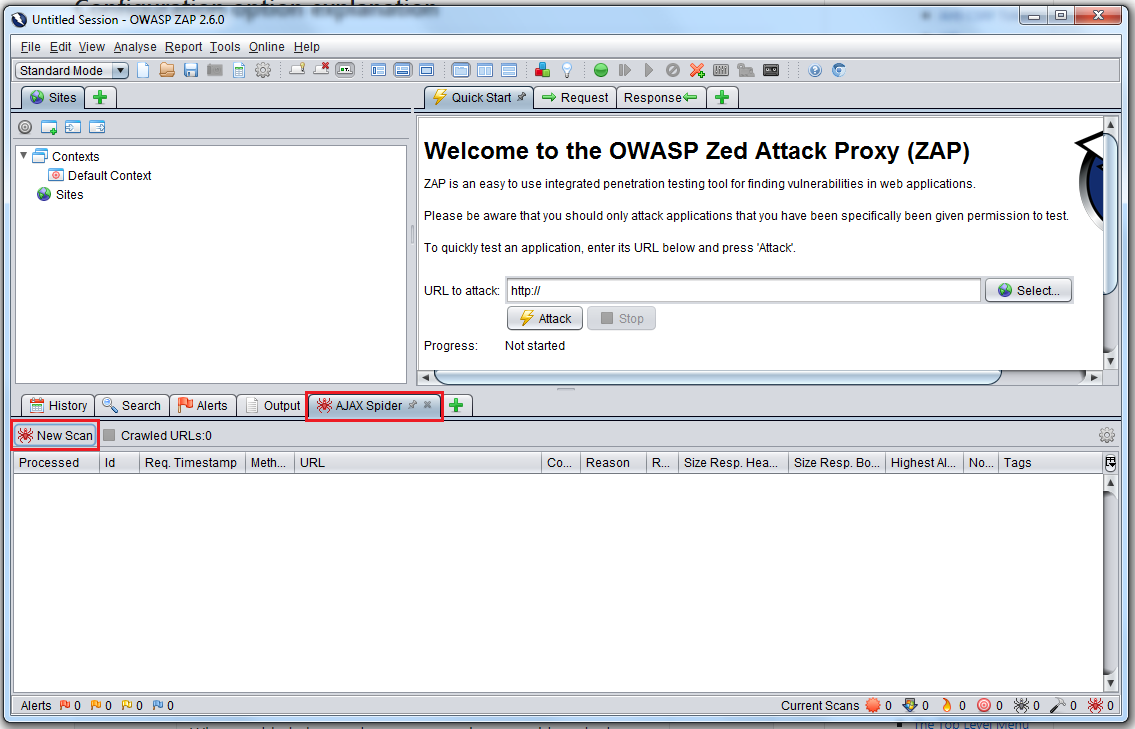 Configuration option explanation
Untitled Session - OWASP ZAP 2.6.0
File Edit View Analyse Report Tools Online Help
Standard Mode
Sites
Quick Start Request Response
Contexts
Default Context
Sites
Welcome to the OWASP Zed Attack Proxy (ZAP)
ZAP is an easy to use integrated penetration testing tool for finding vulnerabilities in web applications.
Please be aware that you should only attack applications that you have been specifically been given permission to test.
To quickly test an application, enter its URL below and press 'Attack'.
URL to attack: http:// Select...
Attack Stop
Progress: Not started
History Search Alerts Output AJAX Spider
New Scan Crawled URLs:0
Processed Id Req. Timestamp Meth... URL Co... Reason R... Size Resp. Hea... Size Resp. Bo... Highest Al... No... Tags
Alerts 0 0 0 0 Current Scans 0 0 0 0 0 0 0
The Top Level Menu